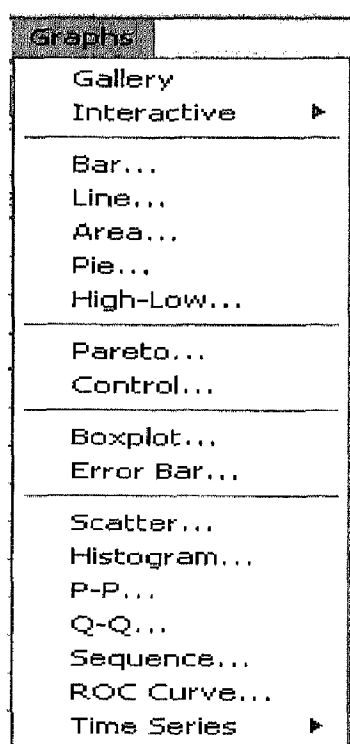 Graphs
Gallery
Interactive
Bar...
Line...
Area...
Pie...
High-Low...
Pareto...
Control...
Boxplot...
Error Bar...
Scatter...
Histogram...
P-P...
Q-Q...
Sequence...
ROC Curve...
Time Series